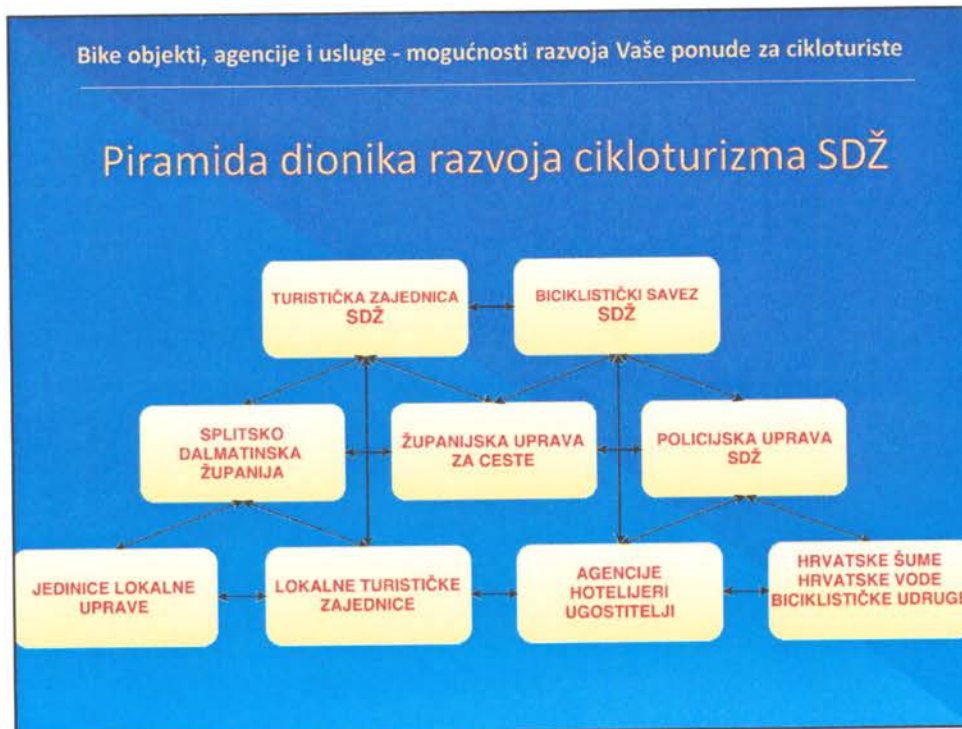 Bike objekti, agencije i usluge - mogućnosti razvoja Vaše ponude za cikloturiste
Piramida dionika razvoja cikloturizma SDŽ
TURISTIČKA ZAJEDNICA
SDŽ
BICIKLISTIČKI SAVEZ
SDŽ
SPLITSKO
DALMATINSKA
ŽUPANIJA
ŽUPANIJSKA UPRAVA
ZA CESTE
POLICIJSKA UPRAVA
SDŽ
JEDINICE LOKALNE
UPRAVE
LOKALNE TURISTIČKE
ZAJEDNICE
AGENCIJE
HOTELIJERI
UGOSTITELJI
HRVATSKE ŠUME
HRVATSKE VODE
BICIKLISTIČKE UDRUGE